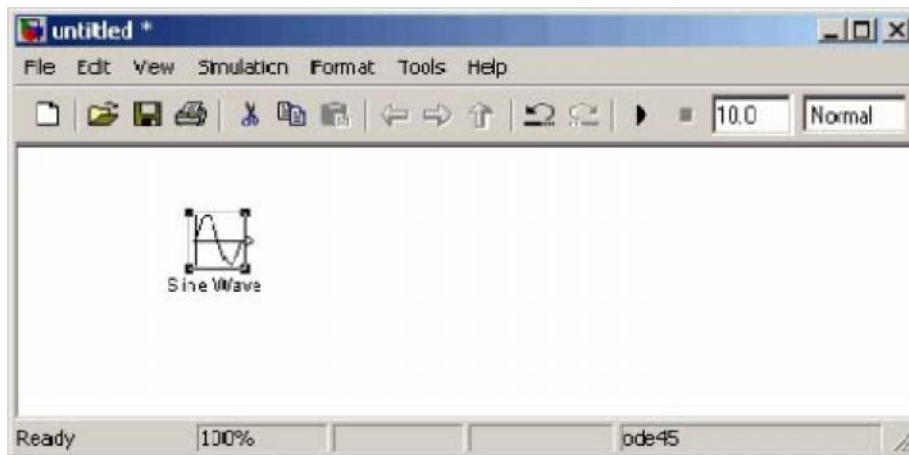 untitled *
File Edit View Simulation Format Tools Help
10.0 Normal
Sine Wave
Ready 100% ode45